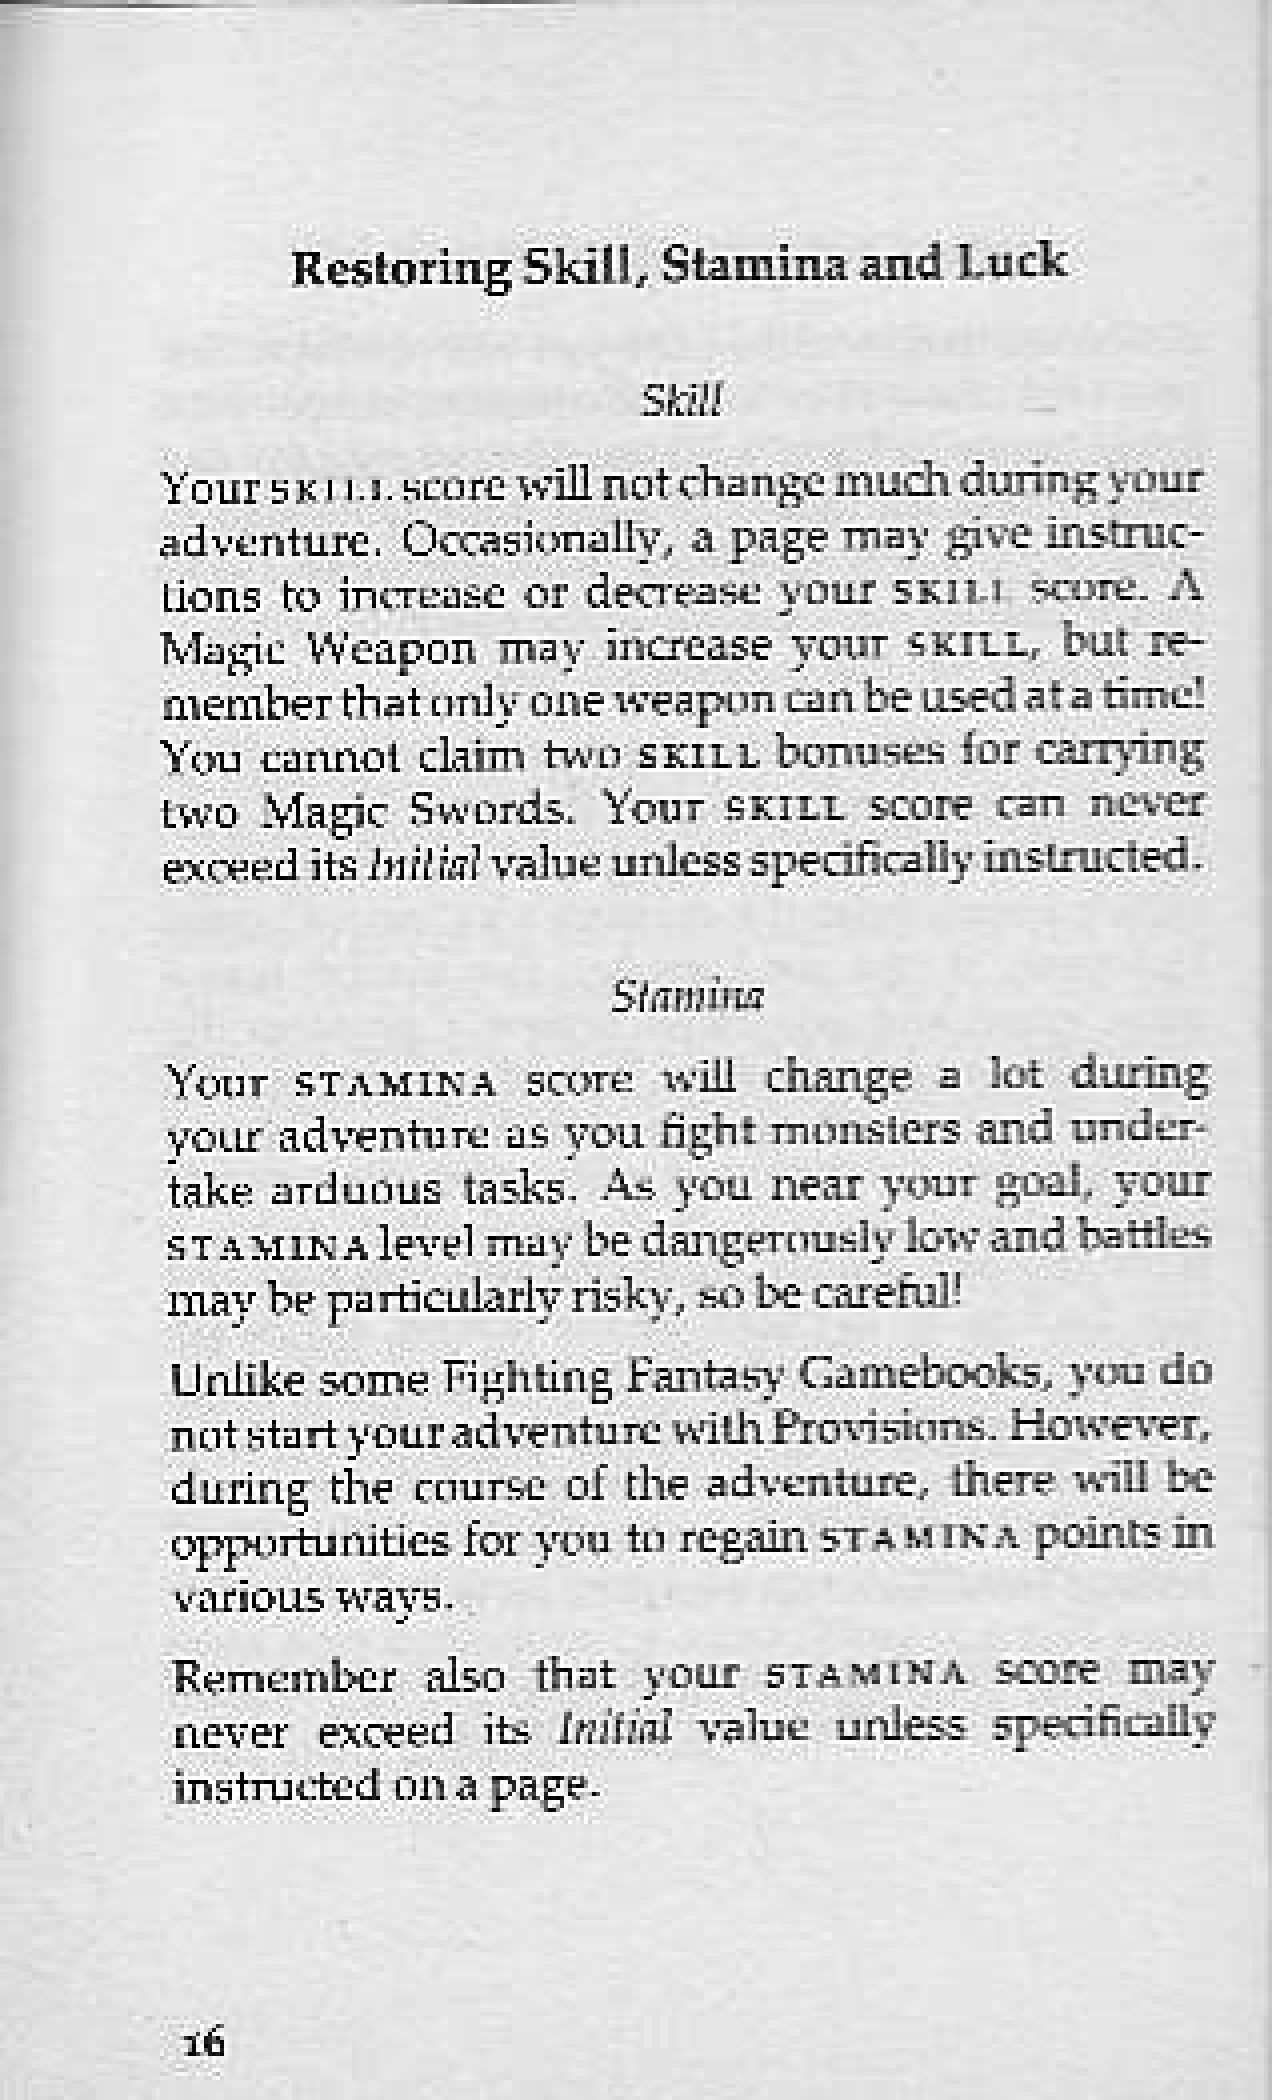 Restoring Skill, Stamina and Luck
Skill
Your SKILL score will not change much during your
adventure. Occasionally, a page may give instruc-
tions to increase or decrease your SKILL score. A
Magic Weapon may increase your SKILL, but re-
member that only one weapon can be used at a time!
You cannot claim two SKILL bonuses for carrying
two Magic Swords. Your SKILL score can never
exceed its Initial value unless specifically instructed.
Stamina
Your STAMINA score will change a lot during
your adventure as you fight monsters and under-
take arduous tasks. As you near your goal, your
STAMINA level may be dangerously low and battles
may be particularly risky, so be careful!
Unlike some Fighting Fantasy Gamebooks, you do
not start your adventure with Provisions. However,
during the course of the adventure, there will be
opportunities for you to regain STAMINA points in
various ways.
Remember also that your STAMINA score may
never exceed its Initial value unless specifically
instructed on a page.
16